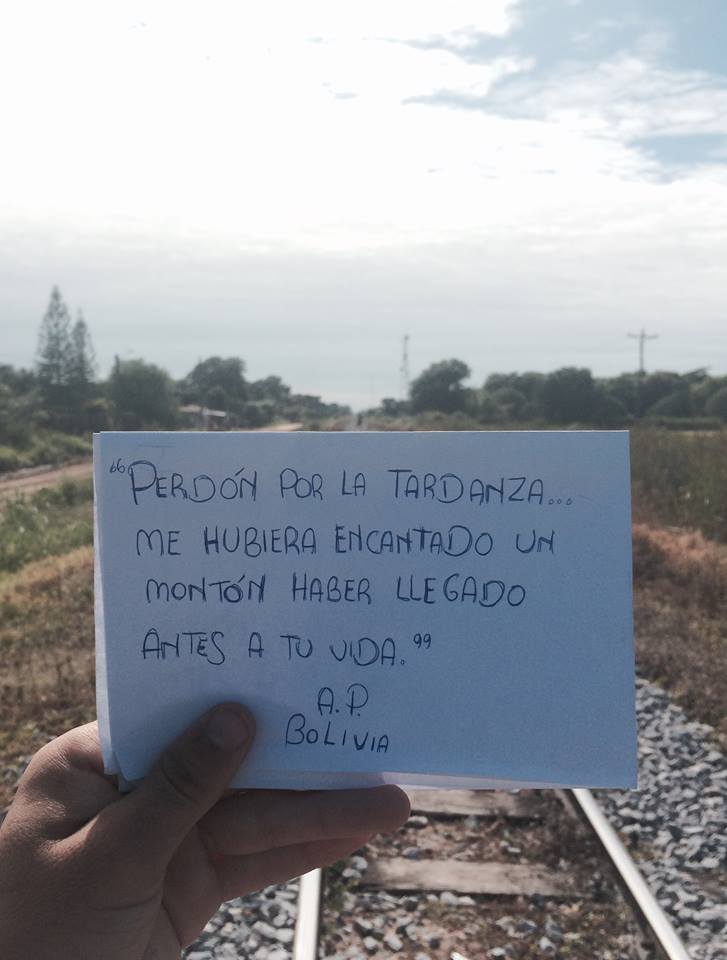 “PERDÓN POR LA TARDANZA...
ME HUBIERA ENCANTADO UN
MONTÓN HABER LLEGADO
ANTES A TU VIDA.”
A.P.
BOLIVIA